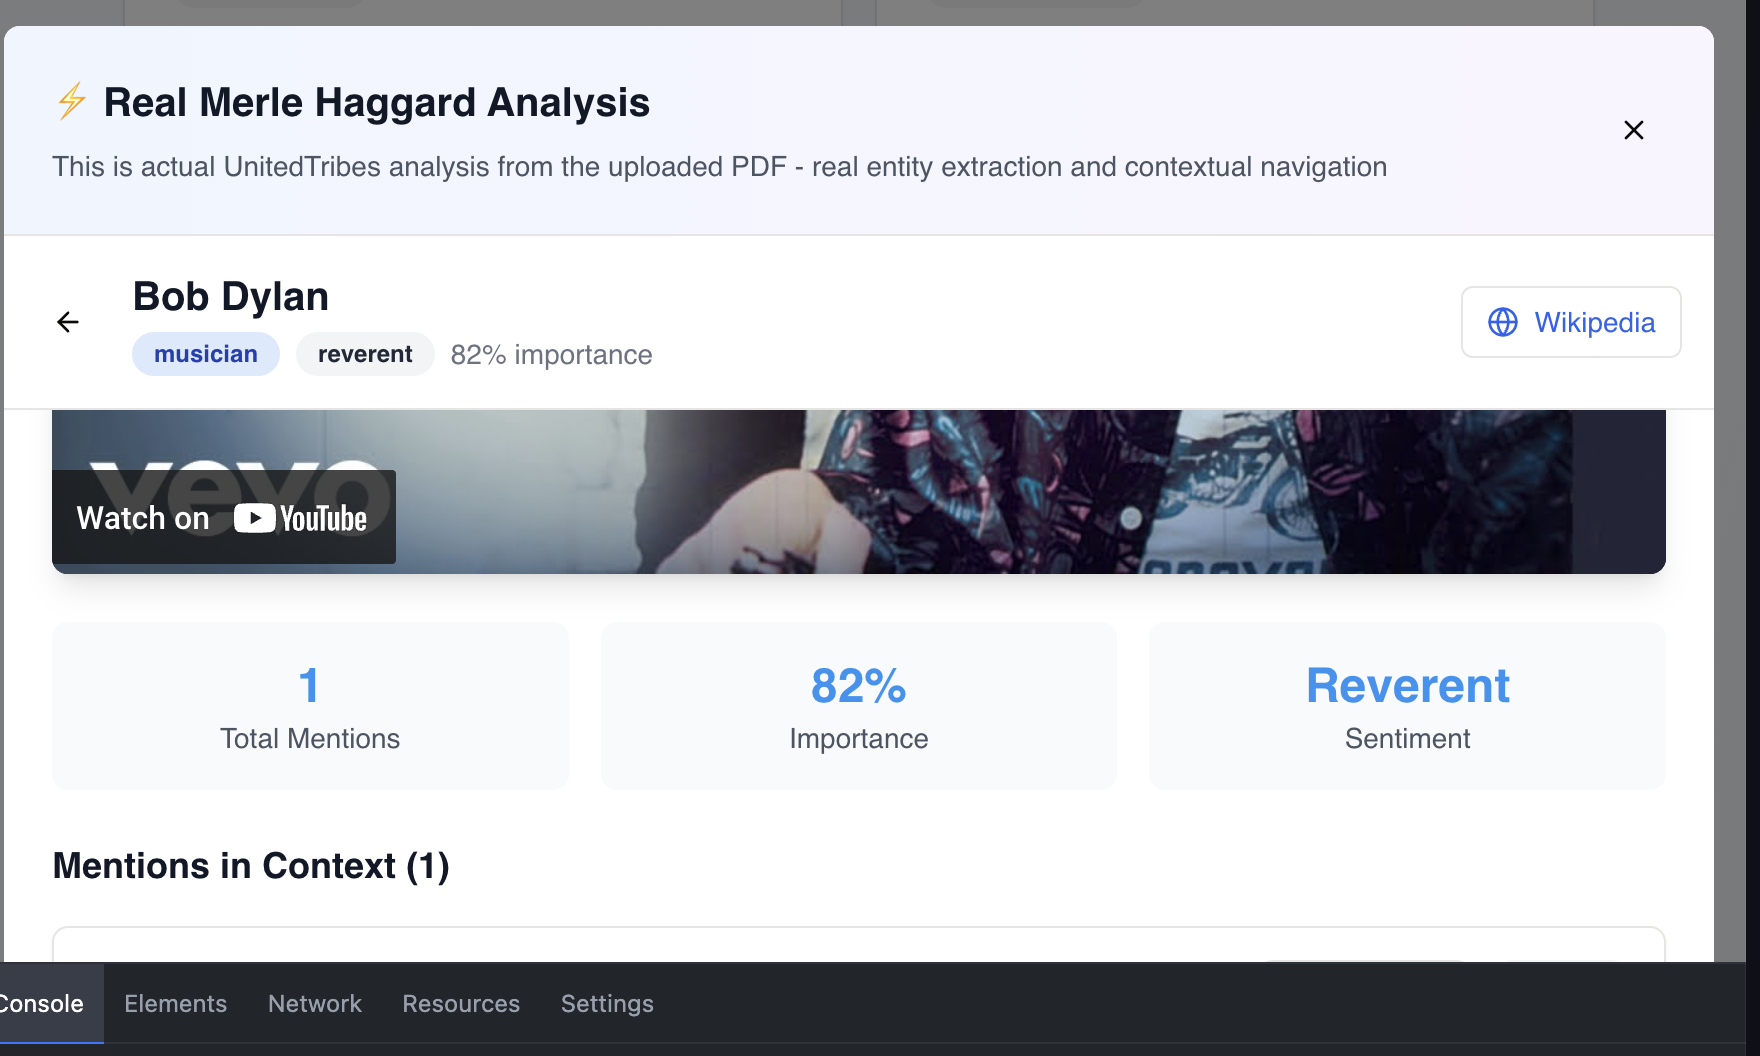 ⚡ Real Merle Haggard Analysis
This is actual UnitedTribes analysis from the uploaded PDF - real entity extraction and contextual navigation
Bob Dylan
musician reverent 82% importance
Wikipedia
vevo
Watch on YouTube
1
Total Mentions
82%
Importance
Reverent
Sentiment
Mentions in Context (1)
Console Elements Network Resources Settings